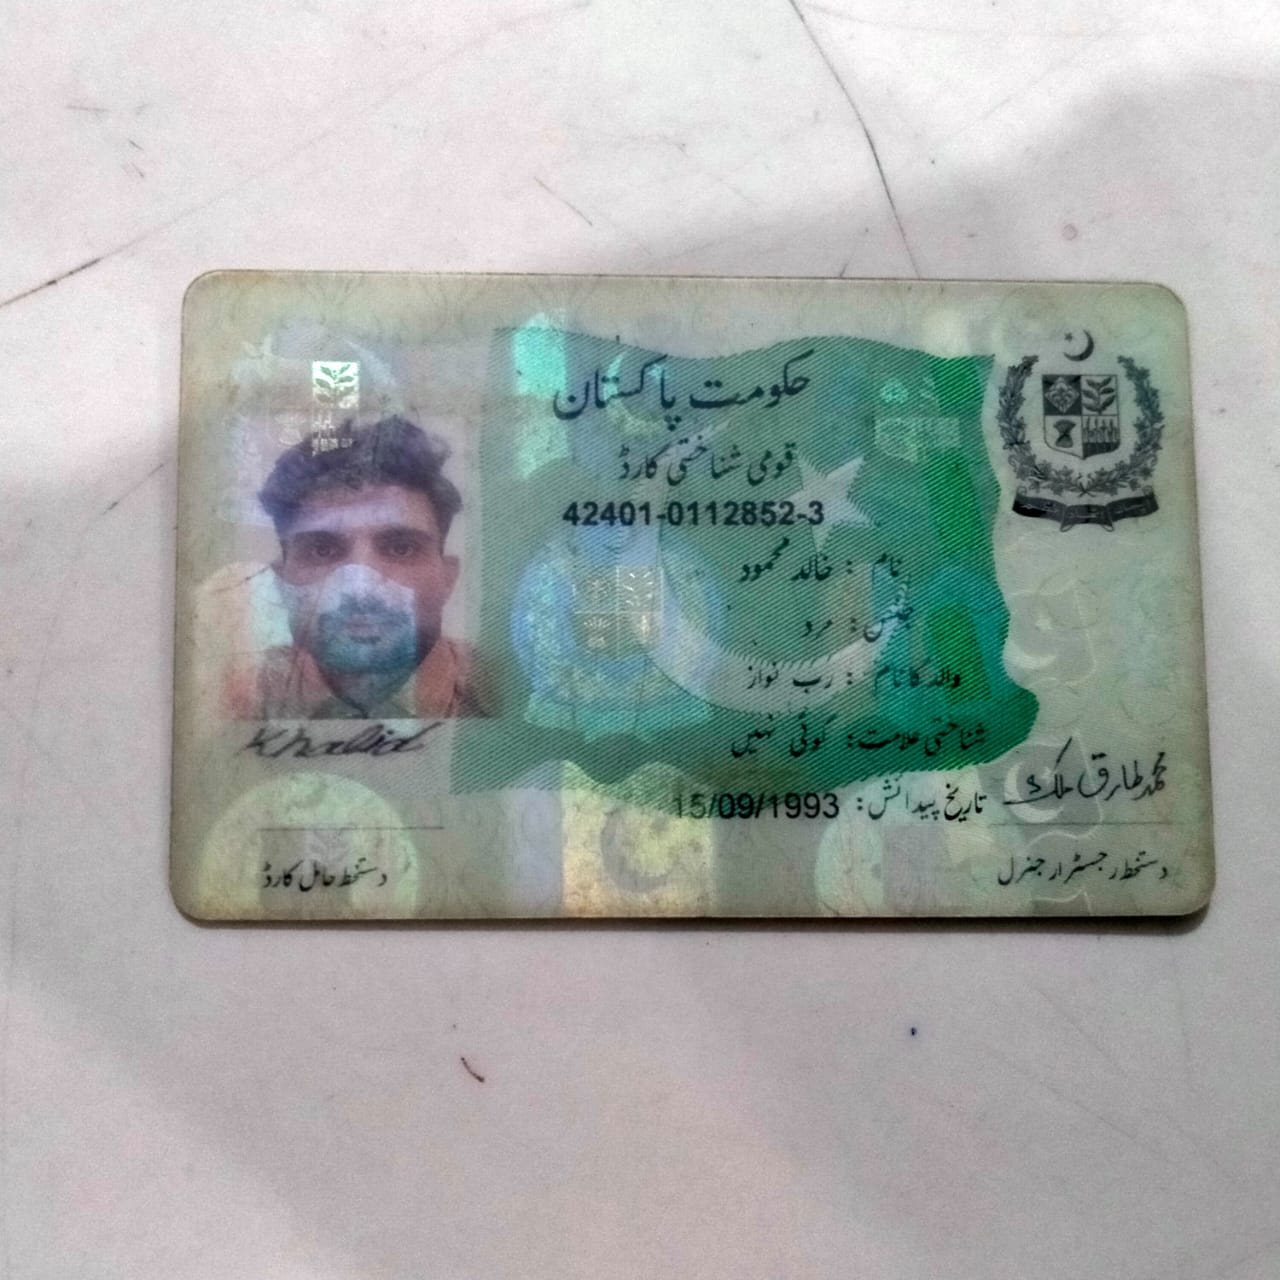 حکومت پاکستان
قومی شناختی کارڈ
42401-0112852-3
نام : خالد محمود
جنس: مرد
والد کا نام : رب نواز
شناختی علامت: کوئی نہیں
تاریخ پیدائش: 15/09/1993
Khalid
دستخط حامل کارڈ
محمد طارق ملک
دستخط رجسٹرار جنرل